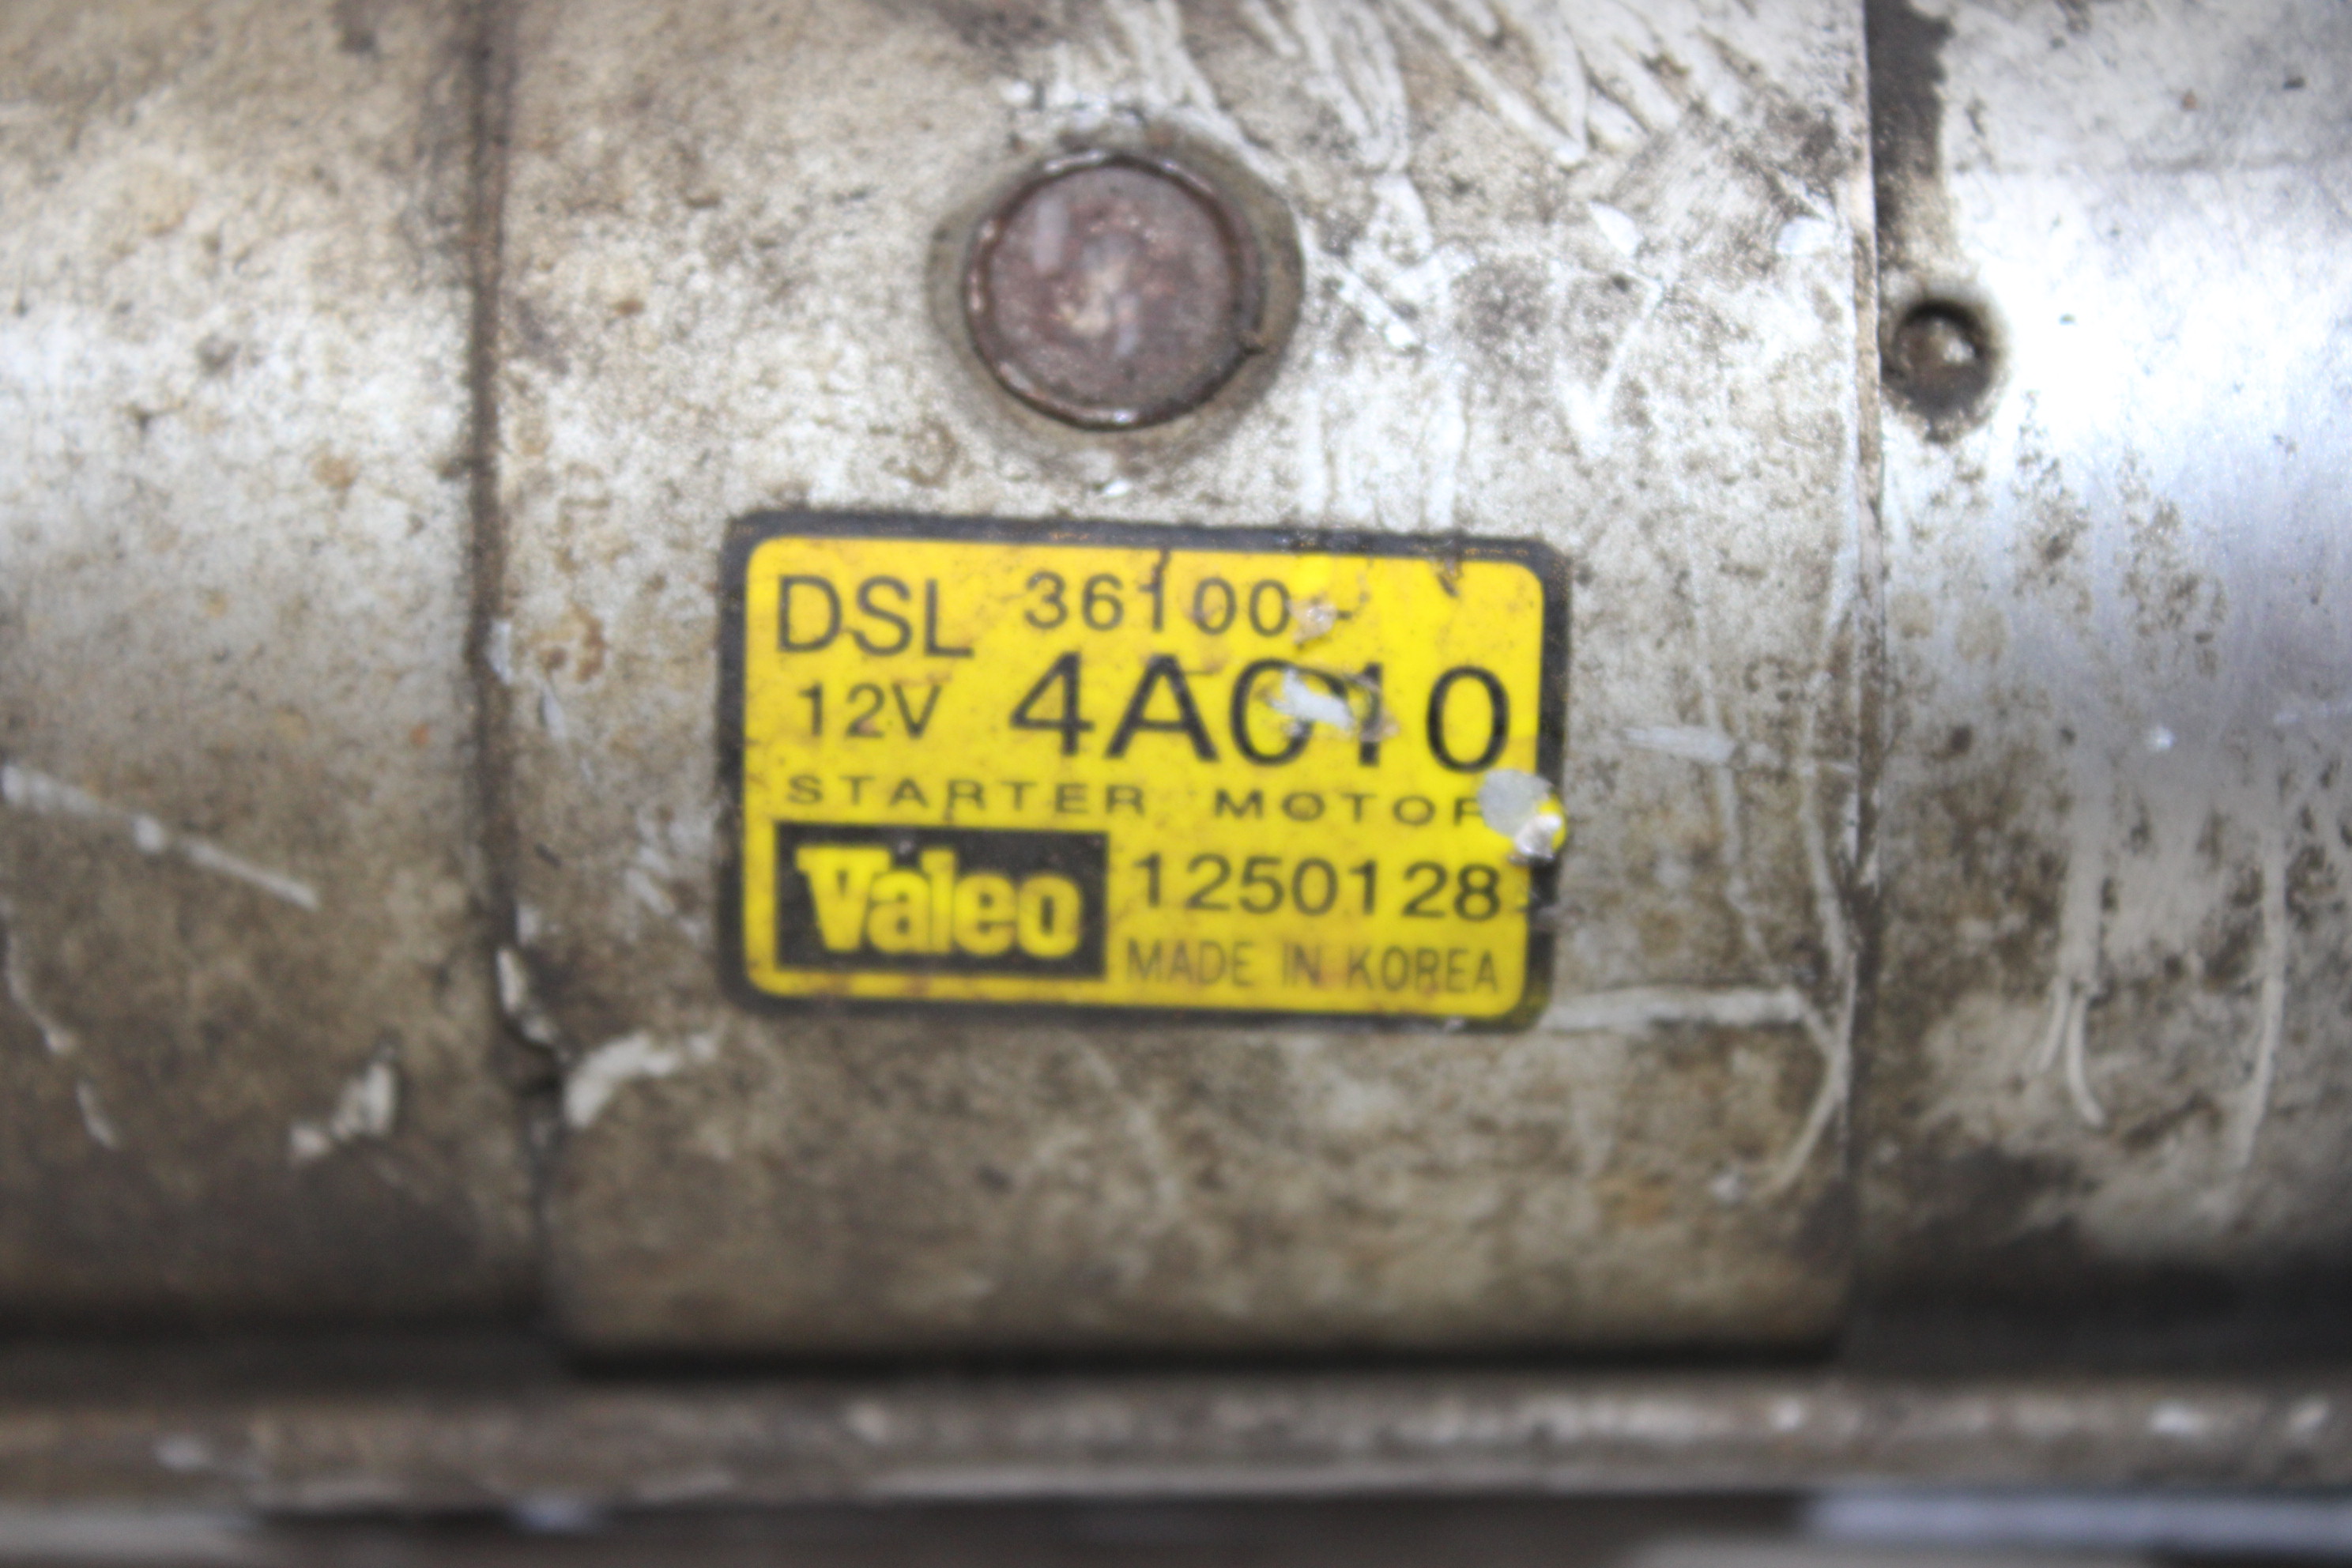 DSL 36100-
12V 4A010
STARTER MOTOR
Valeo 1250128
MADE IN KOREA